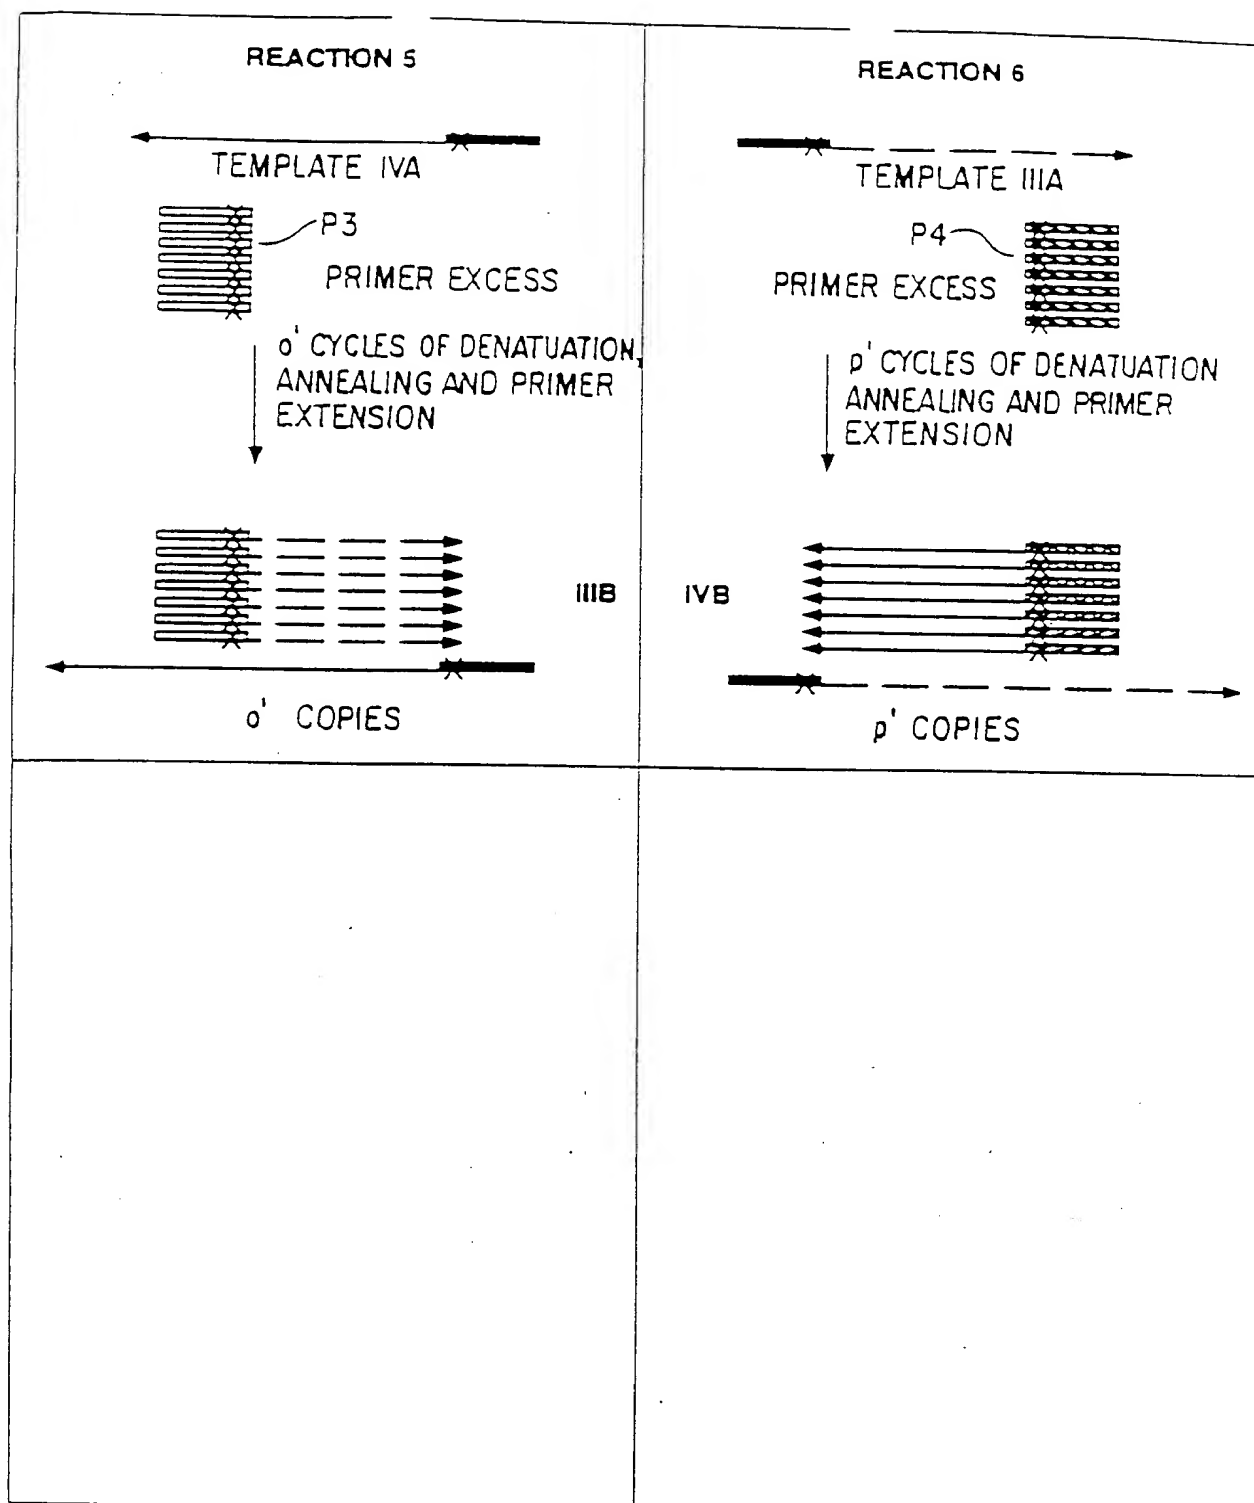 REACTION 5
TEMPLATE IVA
P3
PRIMER EXCESS
o' CYCLES OF DENATUATION,
ANNEALING AND PRIMER
EXTENSION
IIIB
o' COPIES
REACTION 6
TEMPLATE IIIA
P4
PRIMER EXCESS
p' CYCLES OF DENATUATION
ANNEALING AND PRIMER
EXTENSION
IVB
p' COPIES